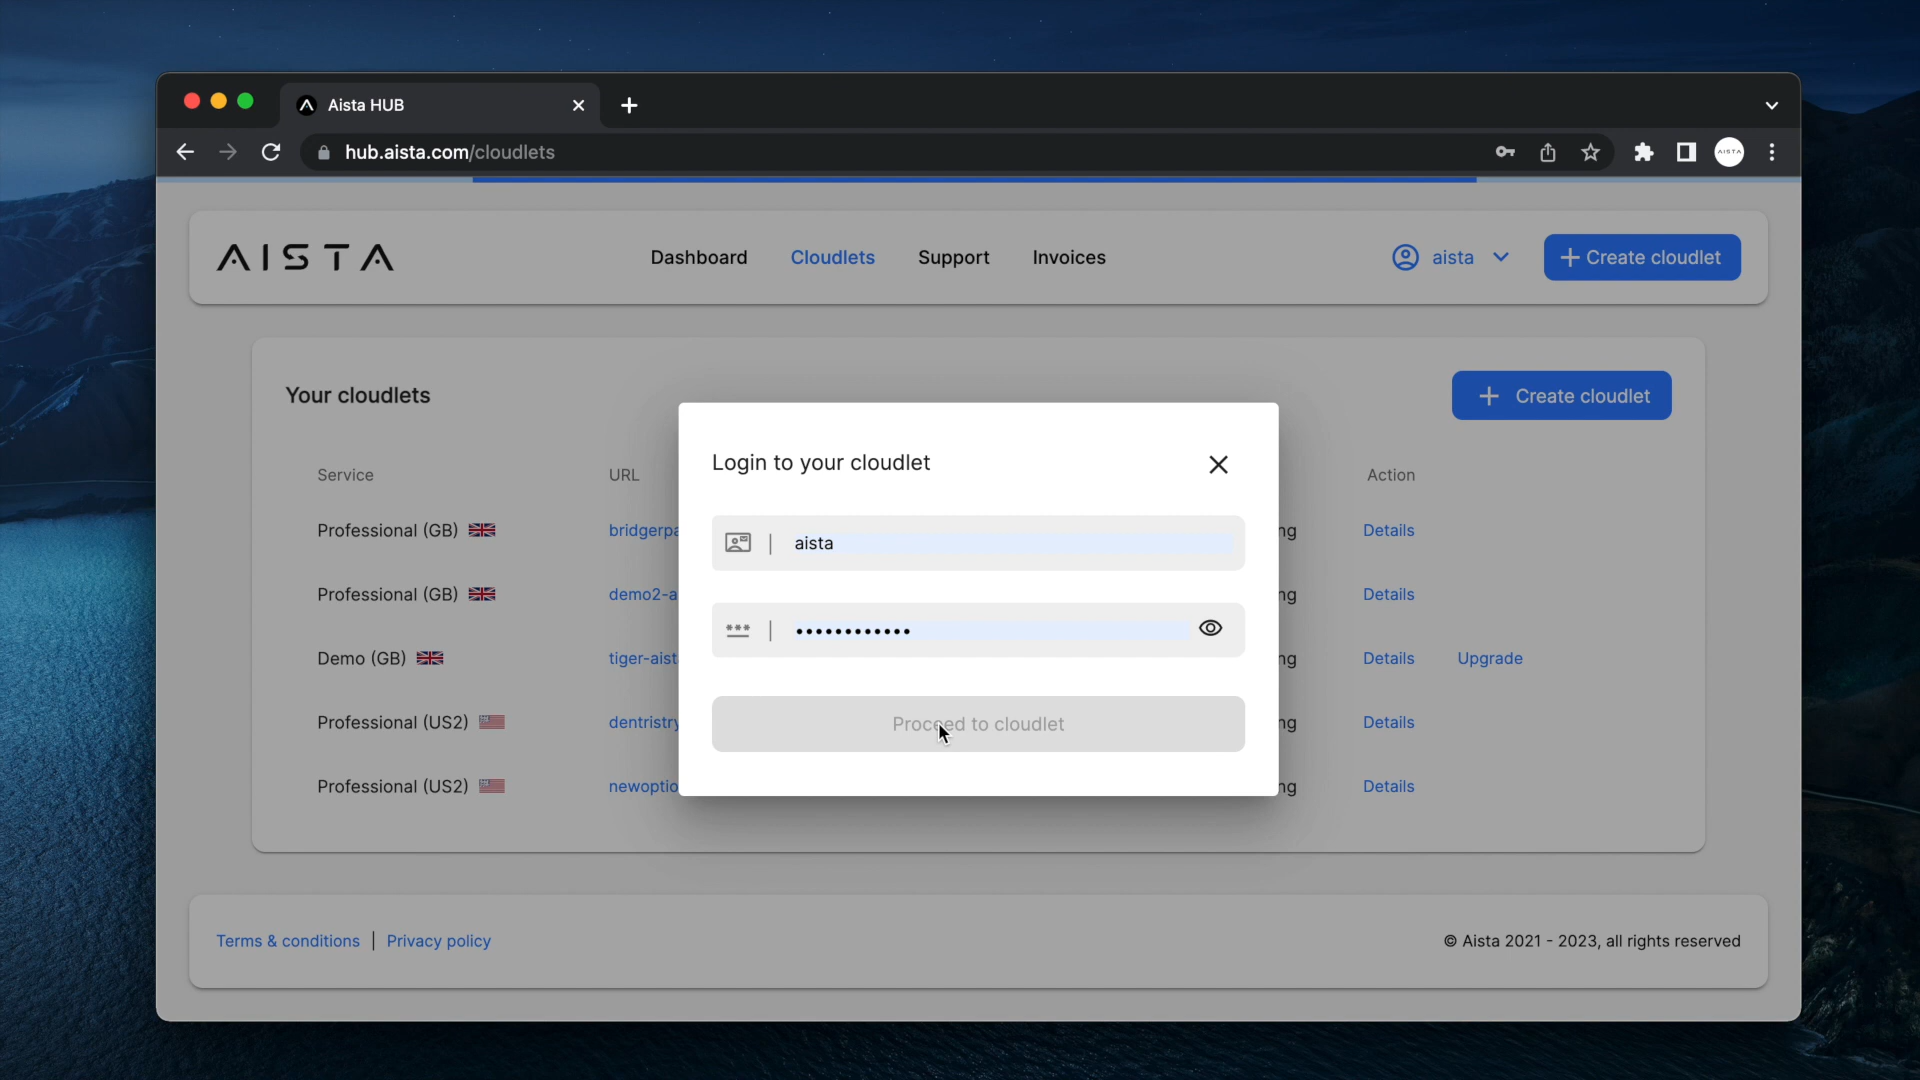 Aista HUB
hub.aista.com/cloudlets
AISTA
AISTA
Dashboard
Cloudlets
Support
Invoices
aista
+ Create cloudlet
Your cloudlets
+ Create cloudlet
Service
URL
Action
Professional (GB)
bridgerpa
ng
Details
Professional (GB)
demo2-a
ng
Details
Demo (GB)
tiger-aist
ng
Details
Upgrade
Professional (US2)
dentristry
ng
Details
Professional (US2)
newoptio
ng
Details
Login to your cloudlet
aista
••••••••••••
Proceed to cloudlet
Terms & conditions | Privacy policy
© Aista 2021 - 2023, all rights reserved